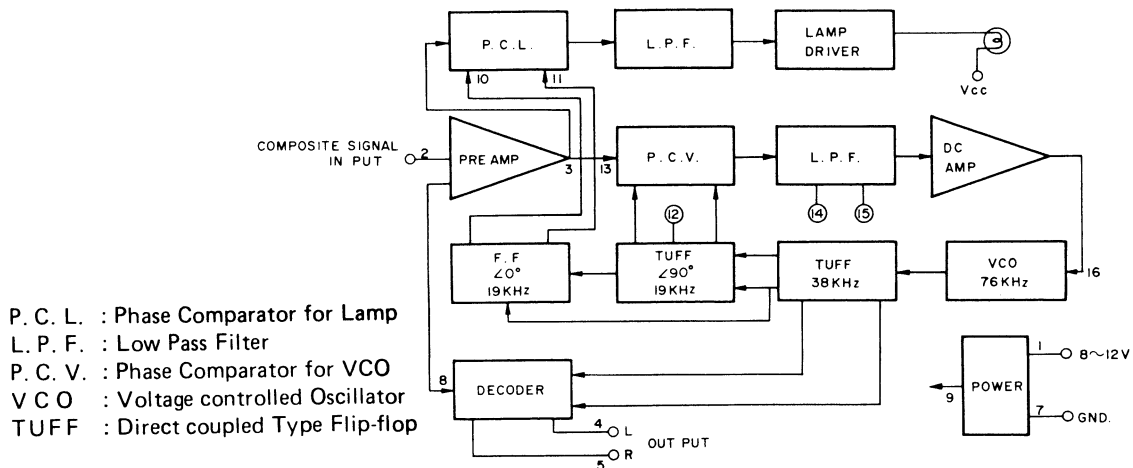 P.C.L.
10
11
L.P.F.
LAMP
DRIVER
Vcc
COMPOSITE SIGNAL
IN PUT
2
PRE AMP
3
13
P.C.V.
L.P.F.
14
15
DC
AMP
16
F.F
∠0°
19KHz
12
TUFF
∠90°
19KHz
TUFF
38KHz
VCO
76KHz
P.C.L. : Phase Comparator for Lamp
L.P.F. : Low Pass Filter
P.C.V. : Phase Comparator for VCO
VCO : Voltage controlled Oscillator
TUFF : Direct coupled Type Flip-flop
8
DECODER
4
L
5
R
OUT PUT
POWER
1
8~12V
9
7
GND.